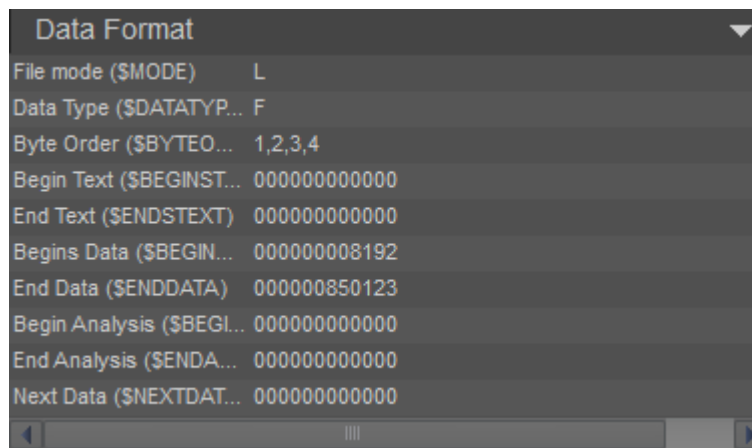 Data Format
File mode ($MODE) L
Data Type ($DATATYP... F
Byte Order ($BYTEO... 1,2,3,4
Begin Text ($BEGINST... 000000000000
End Text ($ENDSTEXT) 000000000000
Begins Data ($BEGIN... 000000008192
End Data ($ENDDATA) 000000850123
Begin Analysis ($BEGI... 000000000000
End Analysis ($ENDA... 000000000000
Next Data ($NEXTDAT... 000000000000